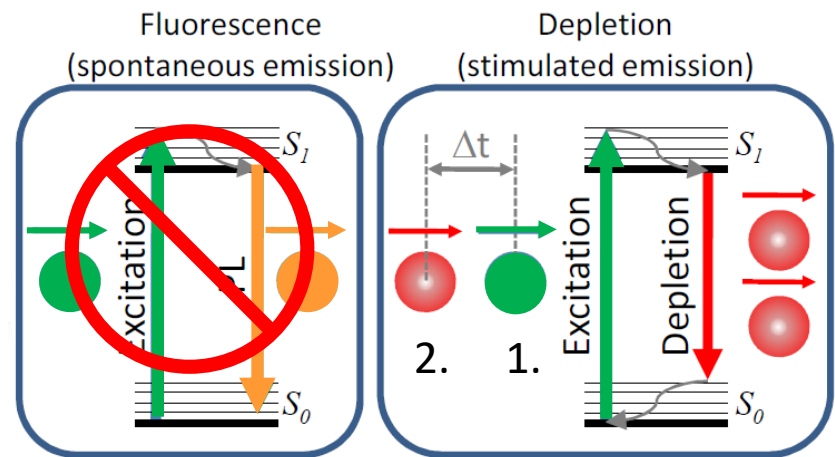 Fluorescence
(spontaneous emission)
Excitation
PL
S₁
S₀
Depletion
(stimulated emission)
Δt
2.
1.
Excitation
Depletion
S₁
S₀